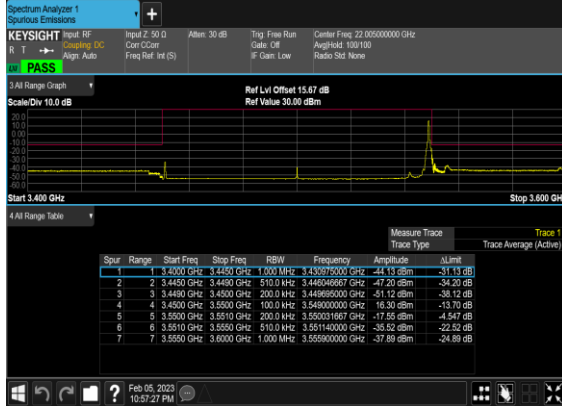 Spectrum Analyzer 1
Spurious Emissions
+
KEYSIGHT Input: RF Input Z: 50 Ω Atten: 30 dB Trig: Free Run Center Freq: 22.005000000 GHz
R T Coupling: DC Corr CCorr Gate: Off Avg|Hold: 100/100
Align: Auto Freq Ref: Int (S) IF Gain: Low Radio Std: None
PASS
3 All Range Graph
Ref Lvl Offset 15.67 dB
Scale/Div 10.0 dB Ref Value 30.00 dBm
20.0
10.0
0.00
-10.0
-20.0
-30.0
-40.0
-50.0
-60.0
Start 3.400 GHz Stop 3.600 GHz
4 All Range Table
Measure Trace Trace 1
Trace Type Trace Average (Active)
Spur Range Start Freq Stop Freq RBW Frequency Amplitude ΔLimit
1 1 3.4000 GHz 3.4450 GHz 1.000 MHz 3.430975000 GHz -44.13 dBm -31.13 dB
2 2 3.4450 GHz 3.4490 GHz 510.0 kHz 3.446046667 GHz -47.20 dBm -34.20 dB
3 3 3.4490 GHz 3.4500 GHz 200.0 kHz 3.449695000 GHz -51.12 dBm -38.12 dB
4 4 3.4500 GHz 3.5500 GHz 100.0 kHz 3.549000000 GHz 16.30 dBm -13.70 dB
5 5 3.5500 GHz 3.5510 GHz 200.0 kHz 3.550031667 GHz -17.55 dBm -4.547 dB
6 6 3.5510 GHz 3.5550 GHz 510.0 kHz 3.551140000 GHz -35.52 dBm -22.52 dB
7 7 3.5550 GHz 3.6000 GHz 1.000 MHz 3.555900000 GHz -37.89 dBm -24.89 dB
? Feb 05, 2023
10:57:27 PM